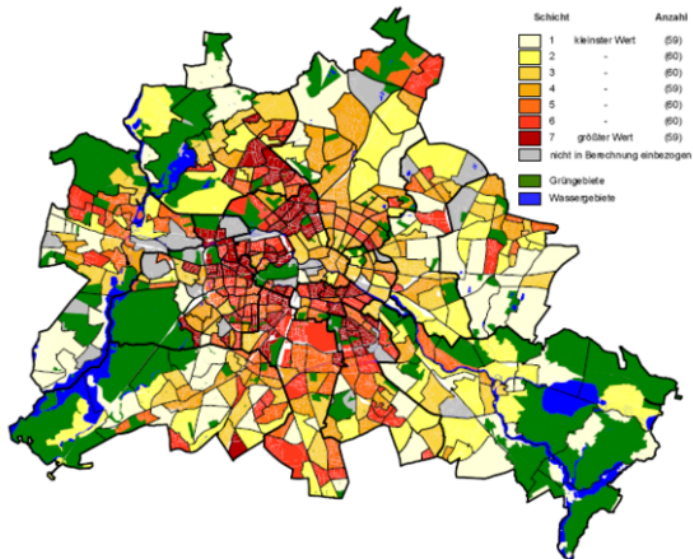 Schicht Anzahl
1 kleinster Wert (59)
2 - (60)
3 - (60)
4 - (59)
5 - (60)
6 - (60)
7 größter Wert (59)
nicht in Berechnung einbezogen
Grüngebiete
Wassergebiete